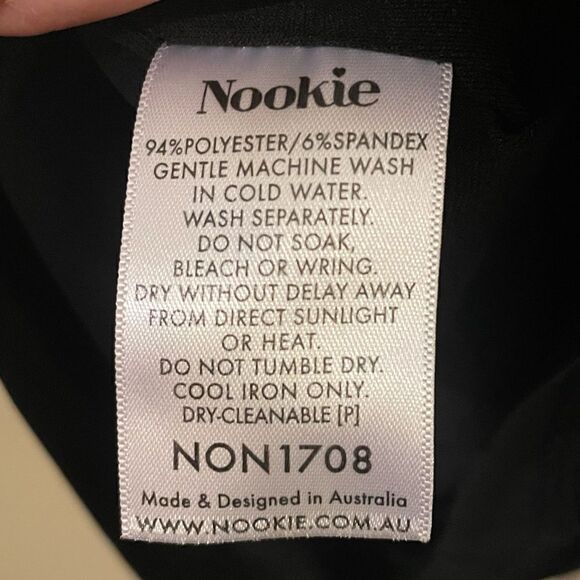 Nookie
94%POLYESTER/6%SPANDEX
GENTLE MACHINE WASH
IN COLD WATER.
WASH SEPARATELY.
DO NOT SOAK,
BLEACH OR WRING.
DRY WITHOUT DELAY AWAY
FROM DIRECT SUNLIGHT
OR HEAT.
DO NOT TUMBLE DRY.
COOL IRON ONLY.
DRY-CLEANABLE [P]
NON1708
Made & Designed in Australia
WWW.NOOKIE.COM.AU